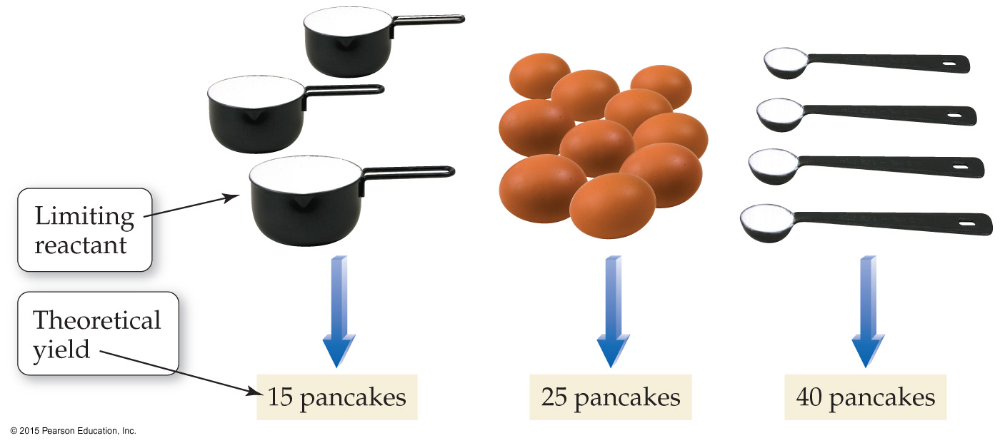 Limiting
reactant
Theoretical
yield
15 pancakes
25 pancakes
40 pancakes
© 2015 Pearson Education, Inc.